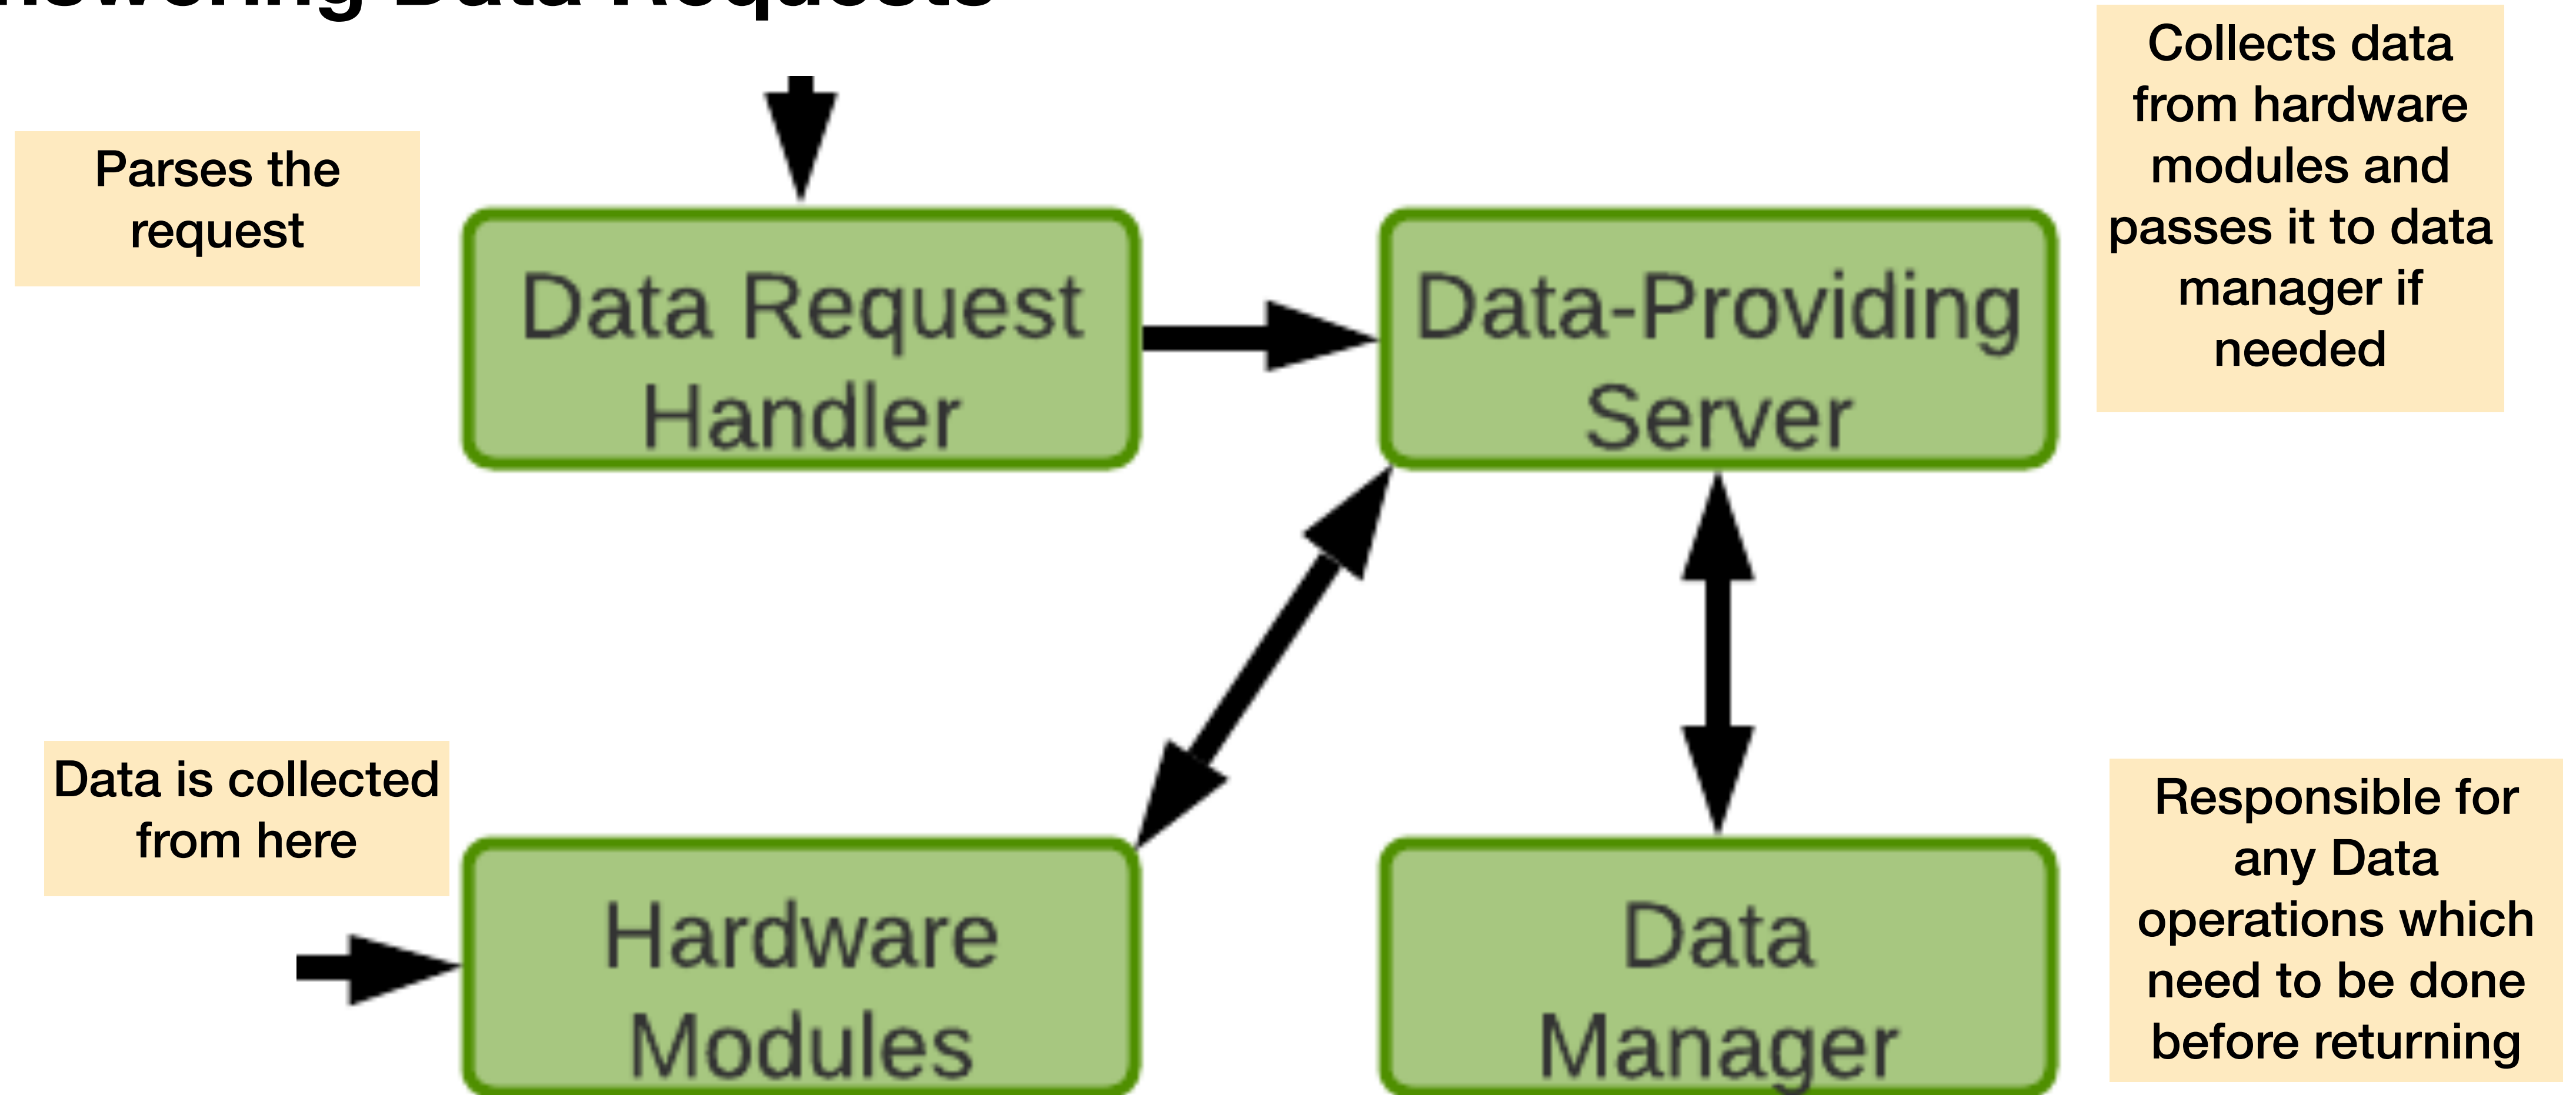 Data Requests
Parses the
request
Data Request
Handler
Data-Providing
Server
Collects data
from hardware
modules and
passes it to data
manager if
needed
Data is collected
from here
Hardware
Modules
Data
Manager
Responsible for
any Data
operations which
need to be done
before returning